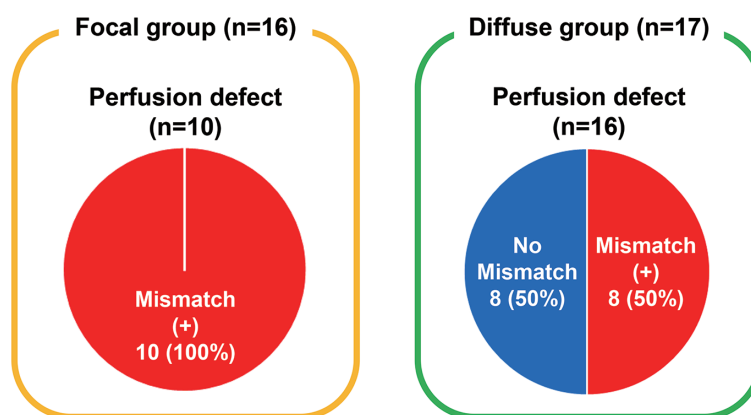 Focal group (n=16)
Perfusion defect
(n=10)
Mismatch
(+)
10 (100%)
Diffuse group (n=17)
Perfusion defect
(n=16)
No
Mismatch
8 (50%)
Mismatch
(+)
8 (50%)